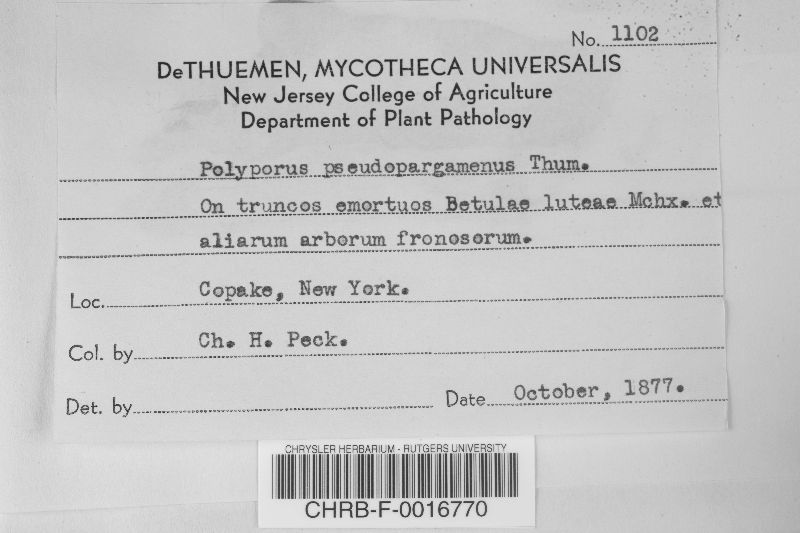 No. 1102
DeTHUEMEN, MYCOTHECA UNIVERSALIS
New Jersey College of Agriculture
Department of Plant Pathology
Polyporus pseudopargamenus Thum.
On truncos emortuos Betulae luteae Mchx. et
aliarum arborum fronosorum.
Loc. Copake, New York.
Col. by Ch. H. Peck.
Det. by Date October, 1877.
CHRYSLER HERBARIUM - RUTGERS UNIVERSITY
CHRB-F-0016770